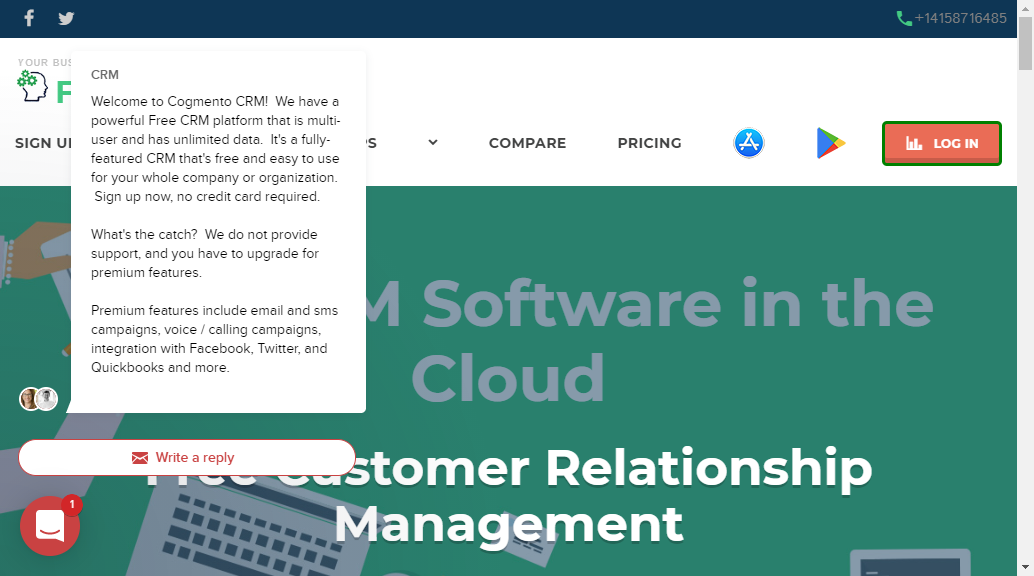 +14158716485
YOUR BUS
F
CRM
Welcome to Cogmento CRM!  We have a
powerful Free CRM platform that is multi-
user and has unlimited data.  It's a fully-
featured CRM that's free and easy to use
for your whole company or organization.
Sign up now, no credit card required.
What's the catch?  We do not provide
support, and you have to upgrade for
premium features.
Premium features include email and sms
campaigns, voice / calling campaigns,
integration with Facebook, Twitter, and
Quickbooks and more.
SIGN U
PS
COMPARE
PRICING
LOG IN
M Software in the
Cloud
Write a reply
Free Customer Relationship
Management
1